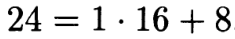 24 = 1 · 16 + 8